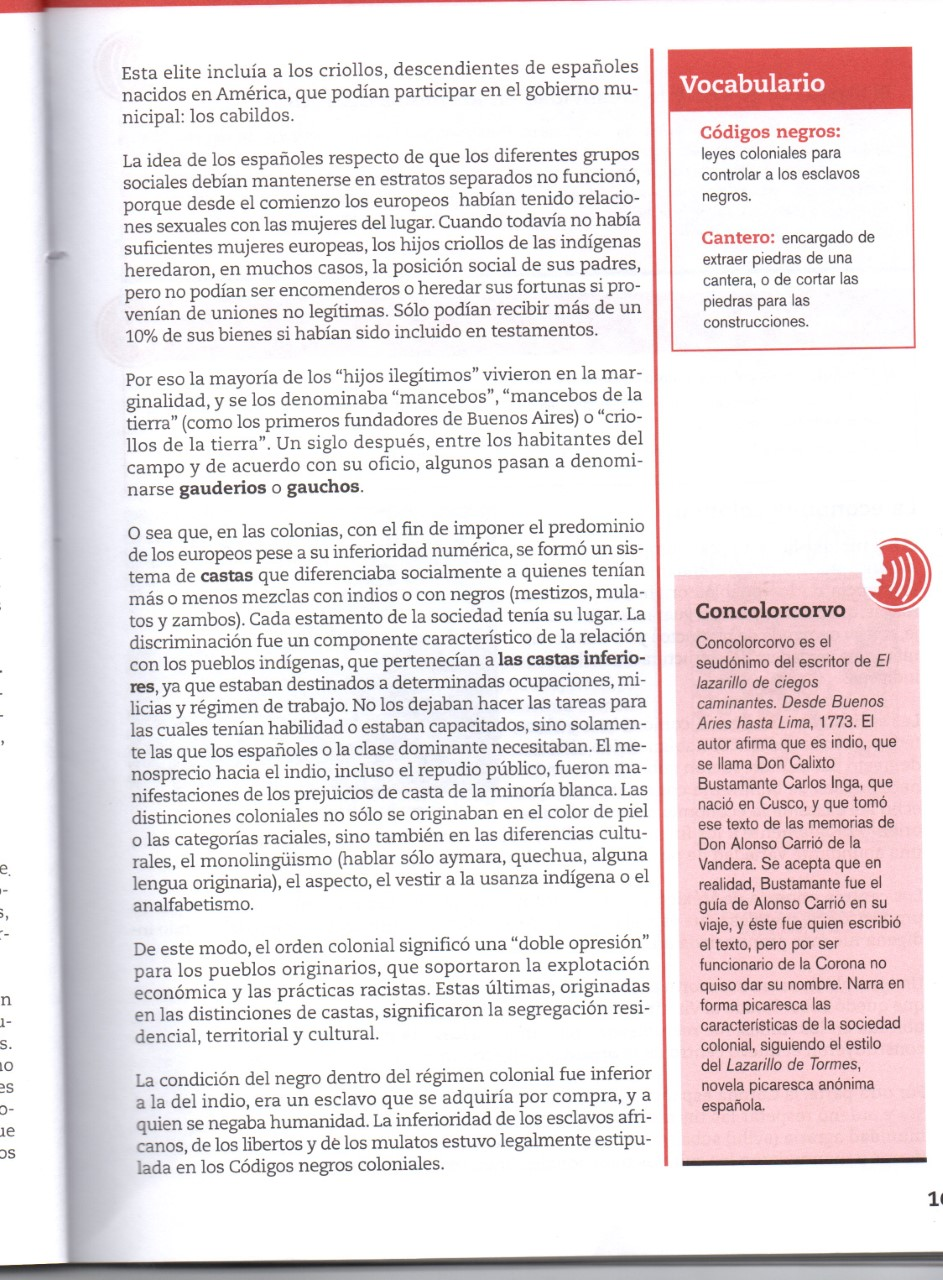 Esta elite incluía a los criollos, descendientes de españoles
nacidos en América, que podían participar en el gobierno mu-
nicipal: los cabildos.
La idea de los españoles respecto de que los diferentes grupos
sociales debían mantenerse en estratos separados no funcionó,
porque desde el comienzo los europeos habían tenido relacio-
nes sexuales con las mujeres del lugar. Cuando todavía no había
suficientes mujeres europeas, los hijos criollos de las indígenas
heredaron, en muchos casos, la posición social de sus padres,
pero no podían ser encomenderos o heredar sus fortunas si pro-
venían de uniones no legítimas. Sólo podían recibir más de un
10% de sus bienes si habían sido incluido en testamentos.
Por eso la mayoría de los “hijos ilegítimos” vivieron en la mar-
ginalidad, y se los denominaba “mancebos”, “mancebos de la
tierra” (como los primeros fundadores de Buenos Aires) o “crio-
llos de la tierra”. Un siglo después, entre los habitantes del
campo y de acuerdo con su oficio, algunos pasan a denomi-
narse gauderios o gauchos.
O sea que, en las colonias, con el fin de imponer el predominio
de los europeos pese a su inferioridad numérica, se formó un sis-
tema de castas que diferenciaba socialmente a quienes tenían
más o menos mezclas con indios o con negros (mestizos, mula-
tos y zambos). Cada estamento de la sociedad tenía su lugar. La
discriminación fue un componente característico de la relación
con los pueblos indígenas, que pertenecían a las castas inferio-
res, ya que estaban destinados a determinadas ocupaciones, mi-
licias y régimen de trabajo. No los dejaban hacer las tareas para
las cuales tenían habilidad o estaban capacitados, sino solamen-
te las que los españoles o la clase dominante necesitaban. El me-
nosprecio hacia el indio, incluso el repudio público, fueron ma-
nifestaciones de los prejuicios de casta de la minoría blanca. Las
distinciones coloniales no sólo se originaban en el color de piel
o las categorías raciales, sino también en las diferencias cultu-
rales, el monolingüismo (hablar sólo aymara, quechua, alguna
lengua originaria), el aspecto, el vestir a la usanza indígena o el
analfabetismo.
De este modo, el orden colonial significó una “doble opresión”
para los pueblos originarios, que soportaron la explotación
económica y las prácticas racistas. Estas últimas, originadas
en las distinciones de castas, significaron la segregación resi-
dencial, territorial y cultural.
La condición del negro dentro del régimen colonial fue inferior
a la del indio, era un esclavo que se adquiría por compra, y a
quien se negaba humanidad. La inferioridad de los esclavos afri-
canos, de los libertos y de los mulatos estuvo legalmente estipu-
lada en los Códigos negros coloniales.
Vocabulario
Códigos negros:
leyes coloniales para
controlar a los esclavos
negros.
Cantero: encargado de
extraer piedras de una
cantera, o de cortar las
piedras para las
construcciones.
Concolorcorvo
Concolorcorvo es el
seudónimo del escritor de El
lazarillo de ciegos
caminantes. Desde Buenos
Aries hasta Lima, 1773. El
autor afirma que es indio, que
se llama Don Calixto
Bustamante Carlos Inga, que
nació en Cusco, y que tomó
ese texto de las memorias de
Don Alonso Carrió de la
Vandera. Se acepta que en
realidad, Bustamante fue el
guía de Alonso Carrió en su
viaje, y éste fue quien escribió
el texto, pero por ser
funcionario de la Corona no
quiso dar su nombre. Narra en
forma picaresca las
características de la sociedad
colonial, siguiendo el estilo
del Lazarillo de Tormes,
novela picaresca anónima
española.